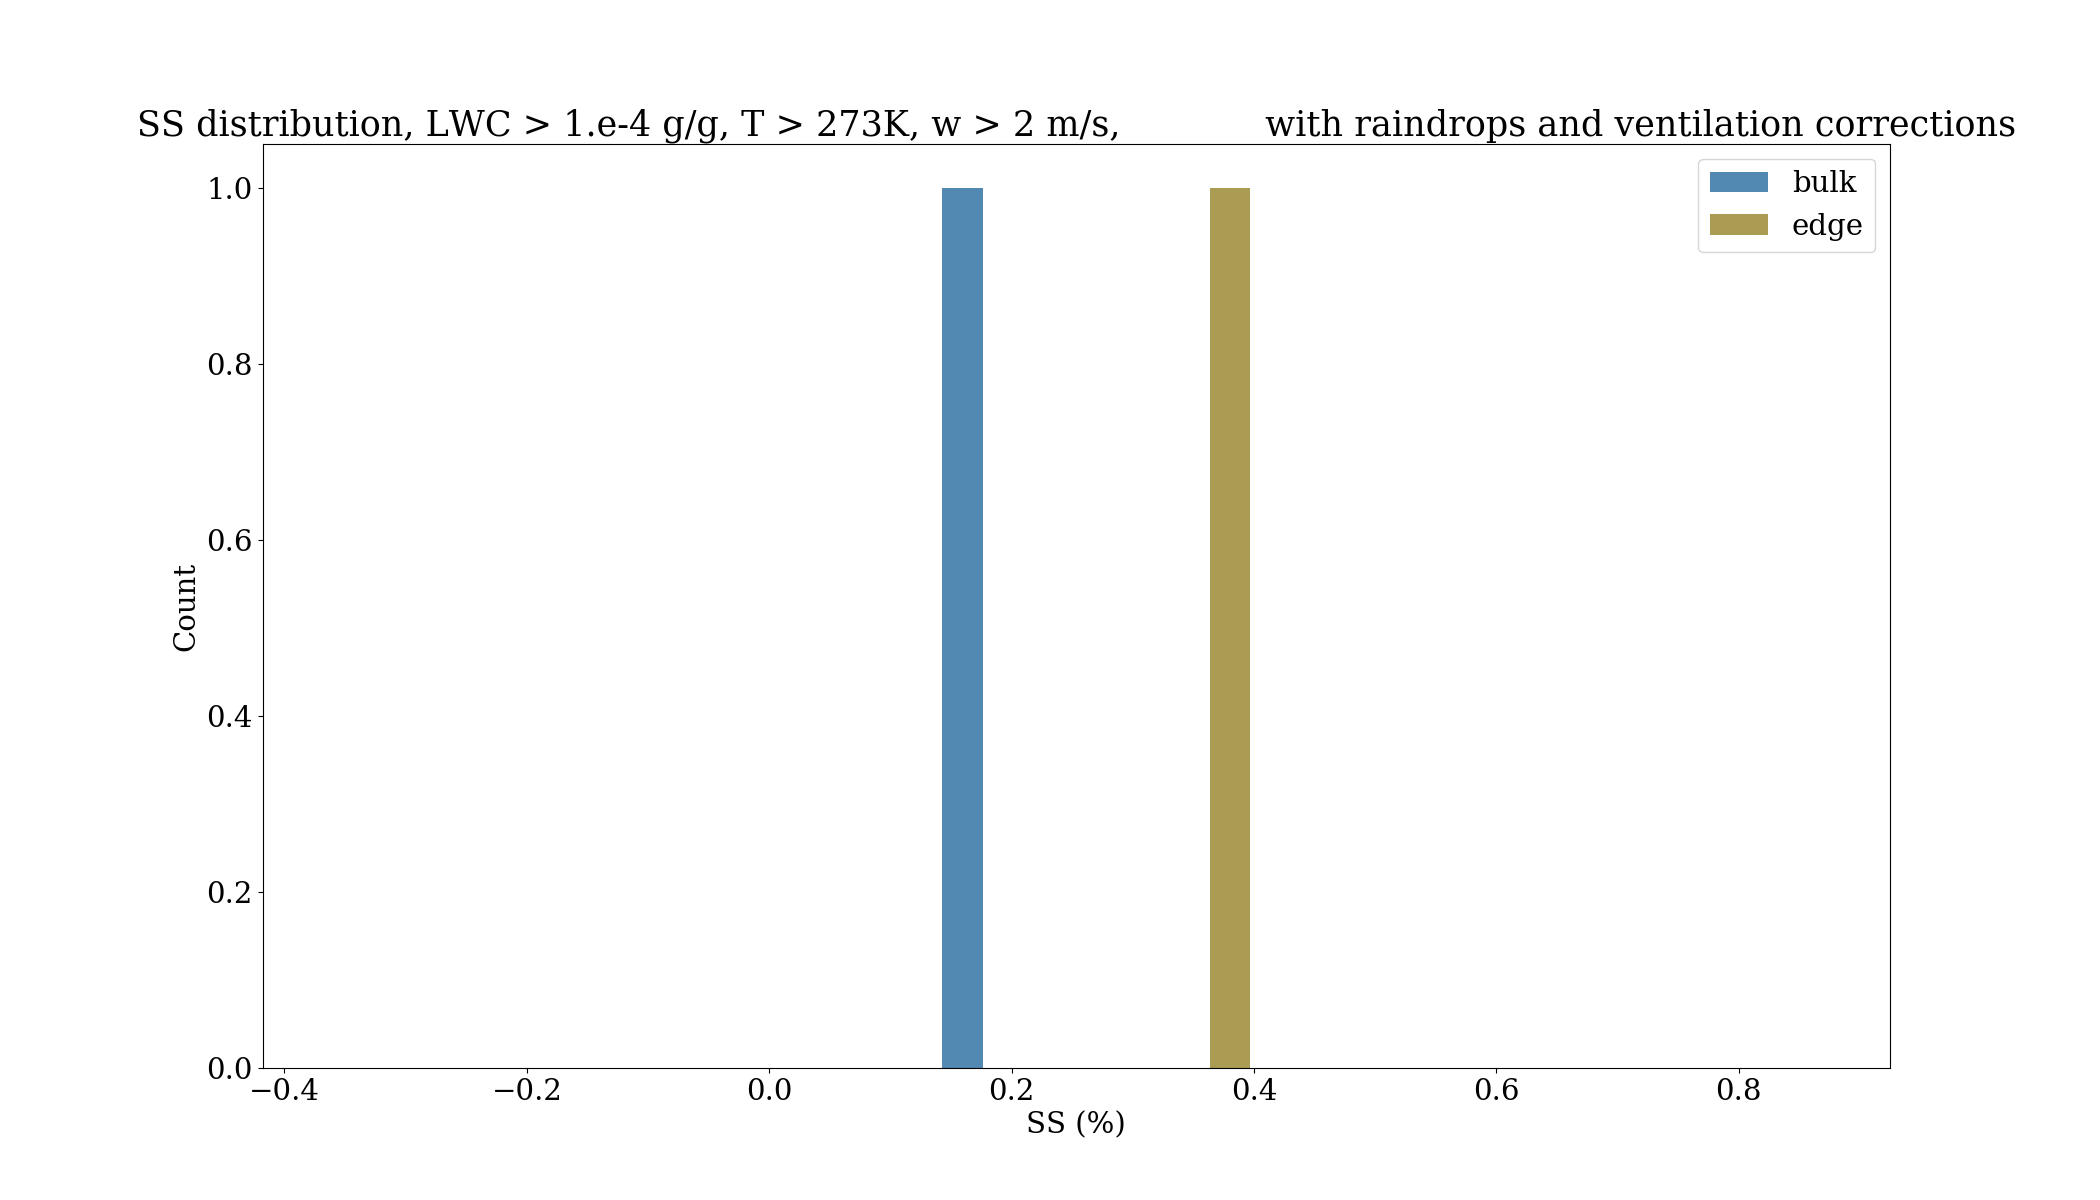 SS distribution, LWC > 1.e-4 g/g, T > 273K, w > 2 m/s, with raindrops and ventilation corrections
bulk
edge
1.0
0.8
0.6
0.4
0.2
0.0
Count
−0.4 −0.2 0.0 0.2 0.4 0.6 0.8
SS (%)